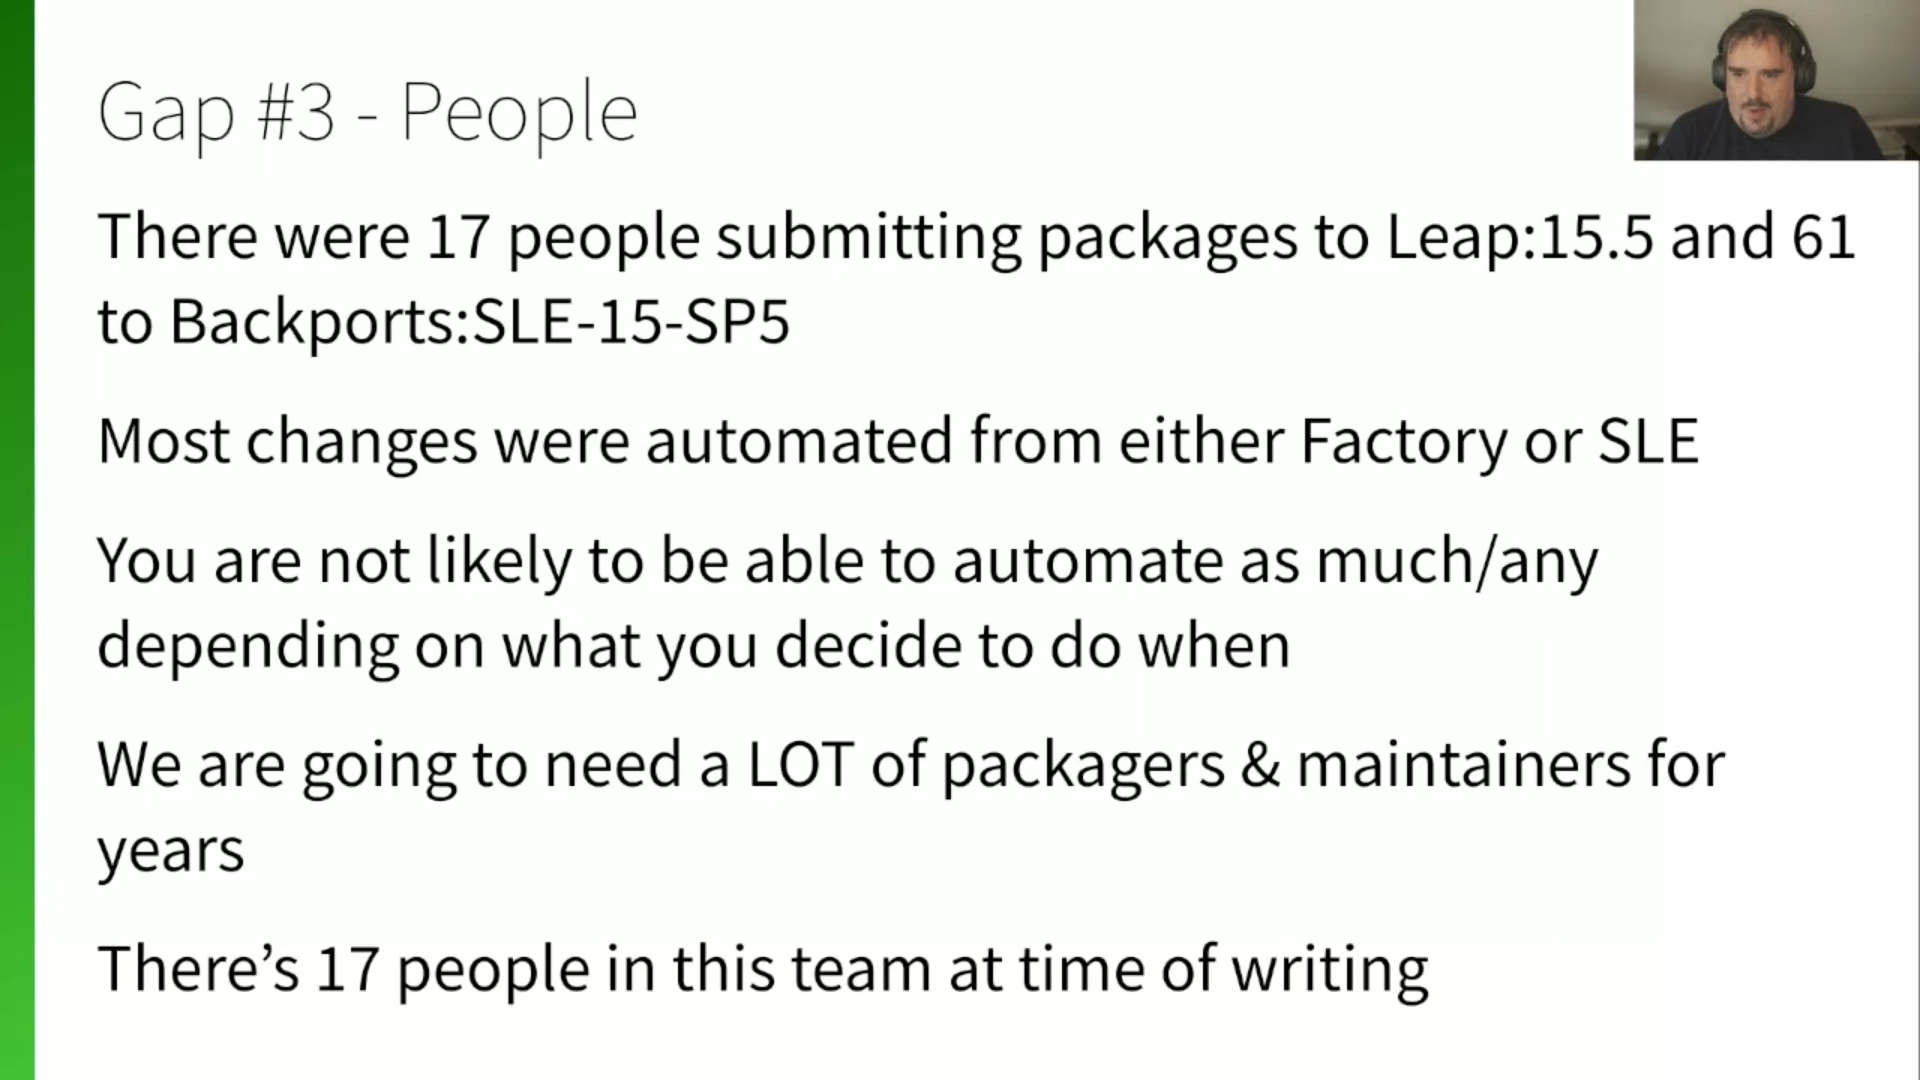 Gap #3 - People
There were 17 people submitting packages to Leap:15.5 and 61
to Backports:SLE-15-SP5
Most changes were automated from either Factory or SLE
You are not likely to be able to automate as much/any
depending on what you decide to do when
We are going to need a LOT of packagers & maintainers for
years
There’s 17 people in this team at time of writing